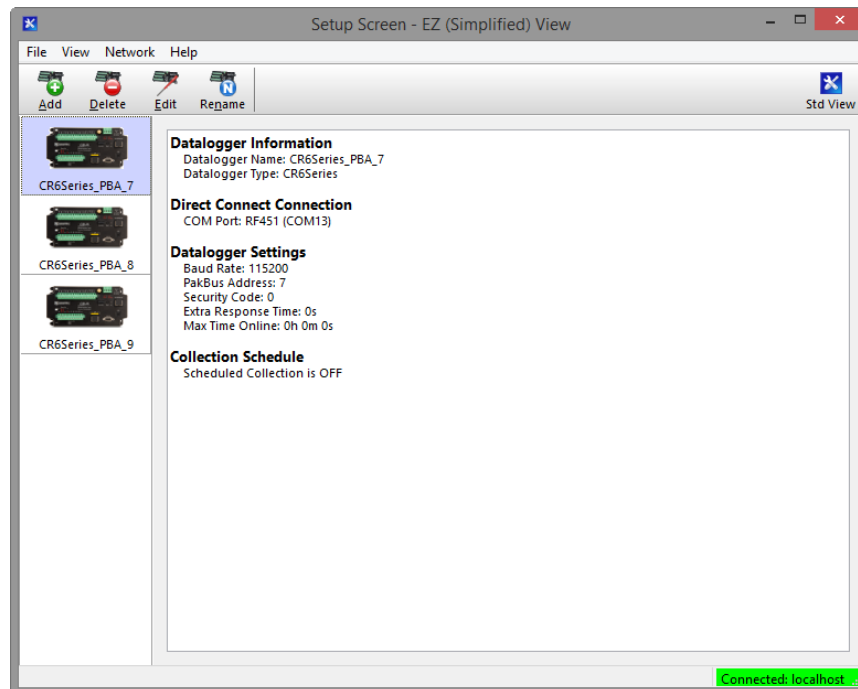 Setup Screen - EZ (Simplified) View
File View Network Help
Add Delete Edit Rename Std View
CR6Series_PBA_7
CR6Series_PBA_8
CR6Series_PBA_9
Datalogger Information
Datalogger Name: CR6Series_PBA_7
Datalogger Type: CR6Series
Direct Connect Connection
COM Port: RF451 (COM13)
Datalogger Settings
Baud Rate: 115200
PakBus Address: 7
Security Code: 0
Extra Response Time: 0s
Max Time Online: 0h 0m 0s
Collection Schedule
Scheduled Collection is OFF
Connected: localhost